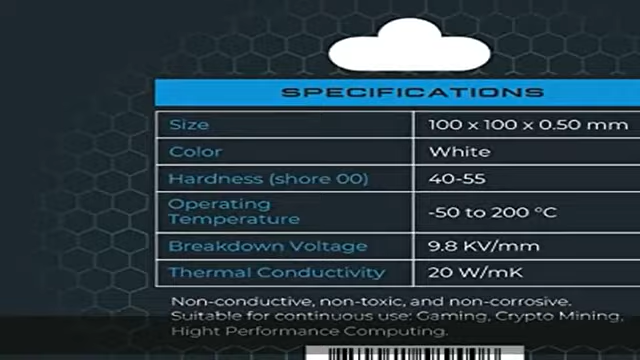 SPECIFICATIONS
Size 100 x 100 x 0.50 mm
Color White
Hardness (shore 00) 40-55
Operating
Temperature -50 to 200 °C
Breakdown Voltage 9.8 KV/mm
Thermal Conductivity 20 W/mK
Non-conductive, non-toxic, and non-corrosive.
Suitable for continuous use: Gaming, Crypto Mining,
Hight Performance Computing.